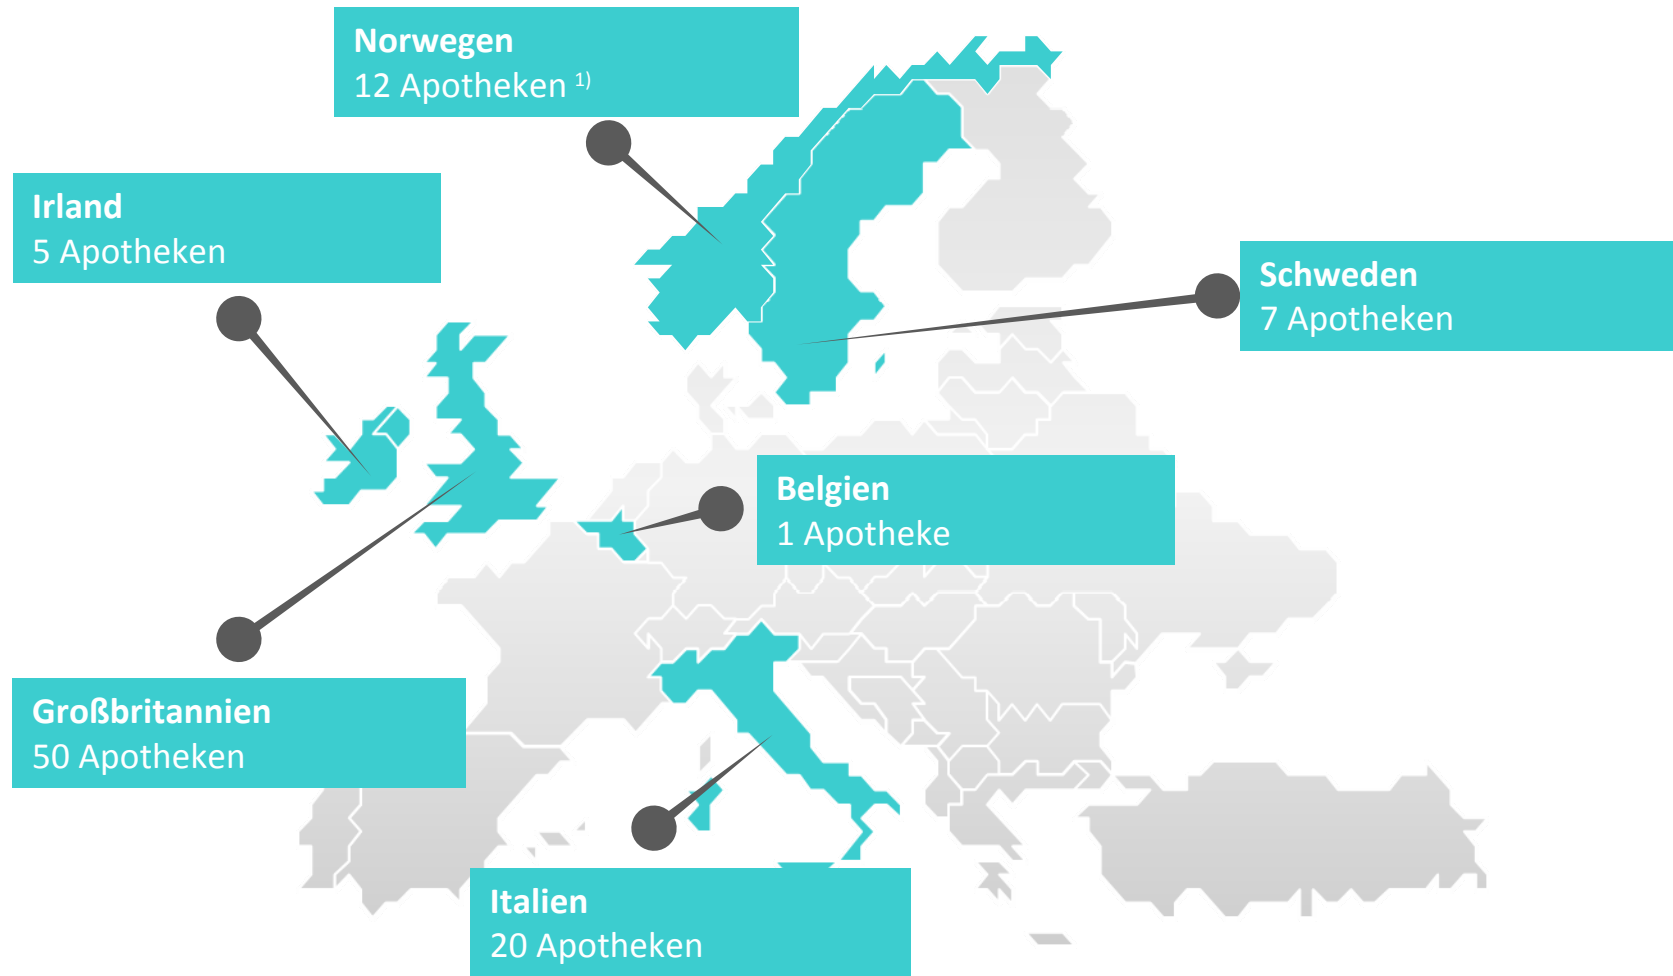 Norwegen
12 Apotheken 1)
Irland
5 Apotheken
Schweden
7 Apotheken
Belgien
1 Apotheke
Großbritannien
50 Apotheken
Italien
20 Apotheken